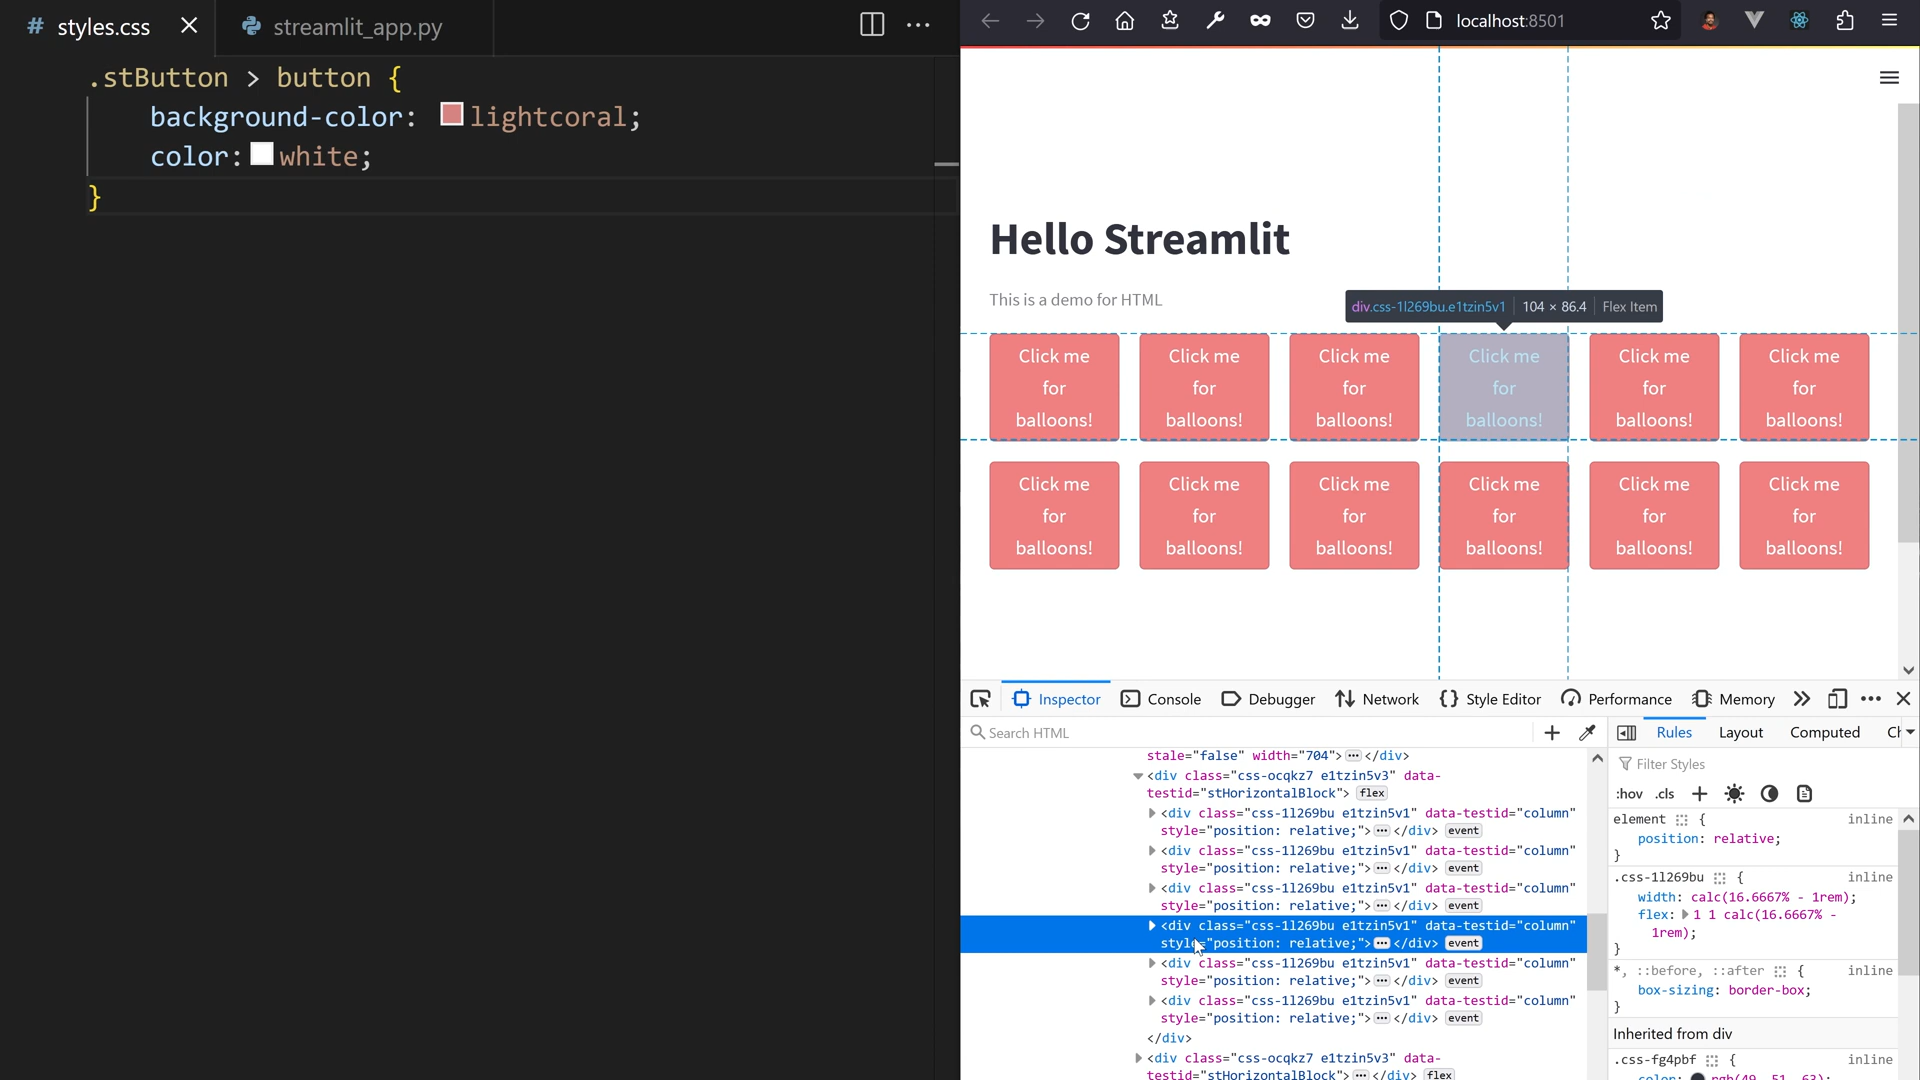 # styles.css
streamlit_app.py
.stButton > button {
background-color: lightcoral;
color: white;
}
localhost:8501
Hello Streamlit
This is a demo for HTML
div.css-1l269bu.e1tzin5v1 104 × 86.4 Flex Item
Click me Click me Click me Click me Click me Click me
for for for for for for
balloons! balloons! balloons! balloons! balloons! balloons!
Click me Click me Click me Click me Click me Click me
for for for for for for
balloons! balloons! balloons! balloons! balloons! balloons!
Inspector Console Debugger Network Style Editor Performance Memory
Search HTML
stale="false" width="704"> </div>
<div class="css-ocqkz7 e1tzin5v3" data-
testid="stHorizontalBlock"> flex
<div class="css-1l269bu e1tzin5v1" data-testid="column"
style="position: relative;"> </div> event
<div class="css-1l269bu e1tzin5v1" data-testid="column"
style="position: relative;"> </div> event
<div class="css-1l269bu e1tzin5v1" data-testid="column"
style="position: relative;"> </div> event
<div class="css-1l269bu e1tzin5v1" data-testid="column"
style="position: relative;"> </div> event
<div class="css-1l269bu e1tzin5v1" data-testid="column"
style="position: relative;"> </div> event
<div class="css-1l269bu e1tzin5v1" data-testid="column"
style="position: relative;"> </div> event
</div>
<div class="css-ocqkz7 e1tzin5v3" data-
testid="stHorizontalBlock"> </div> flex
Rules Layout Computed
Filter Styles
:hov .cls
element { inline
position: relative;
}
.css-1l269bu { inline
width: calc(16.6667% - 1rem);
flex: 1 1 calc(16.6667% -
1rem);
}
*, ::before, ::after { inline
box-sizing: border-box;
}
Inherited from div
.css-fg4pbf { inline
color: rgb(49, 51, 63);